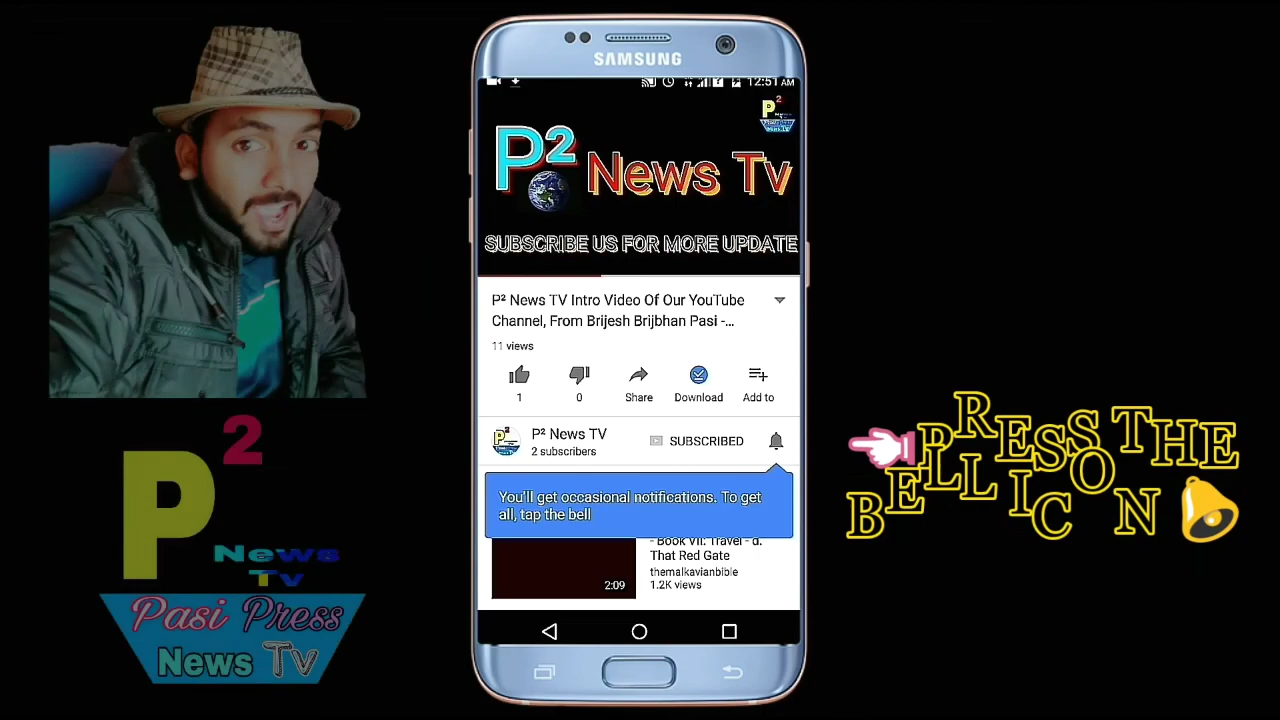 SAMSUNG
12:51 AM
P²
P² News Tv
SUBSCRIBE US FOR MORE UPDATE
P² News TV Intro Video Of Our YouTube
Channel, From Brijesh Brijbhan Pasi -...
11 views
1
0
Share
Download
Add to
P² News TV
2 subscribers
SUBSCRIBED
You'll get occasional notifications. To get
all, tap the bell
- Book VII: Travel - d.
That Red Gate
themalkavianbible
1.2K views
2:09
P²
News
Tv
Pasi Press
News Tv
PRESS THE
BELL ICON